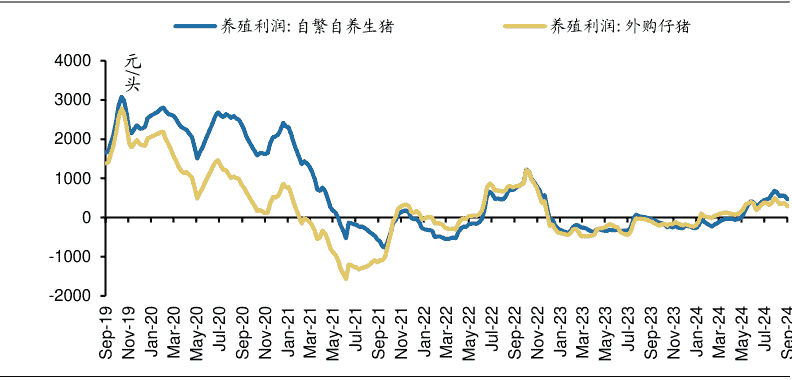 养殖利润: 自繁自养生猪 养殖利润: 外购仔猪
元/头
4000
3000
2000
1000
0
-1000
-2000
Sep-19 Nov-19 Jan-20 Mar-20 May-20 Jul-20 Sep-20 Nov-20 Jan-21 Mar-21 May-21 Jul-21 Sep-21 Nov-21 Jan-22 Mar-22 May-22 Jul-22 Sep-22 Nov-22 Jan-23 Mar-23 May-23 Jul-23 Sep-23 Nov-23 Jan-24 Mar-24 May-24 Jul-24 Sep-24